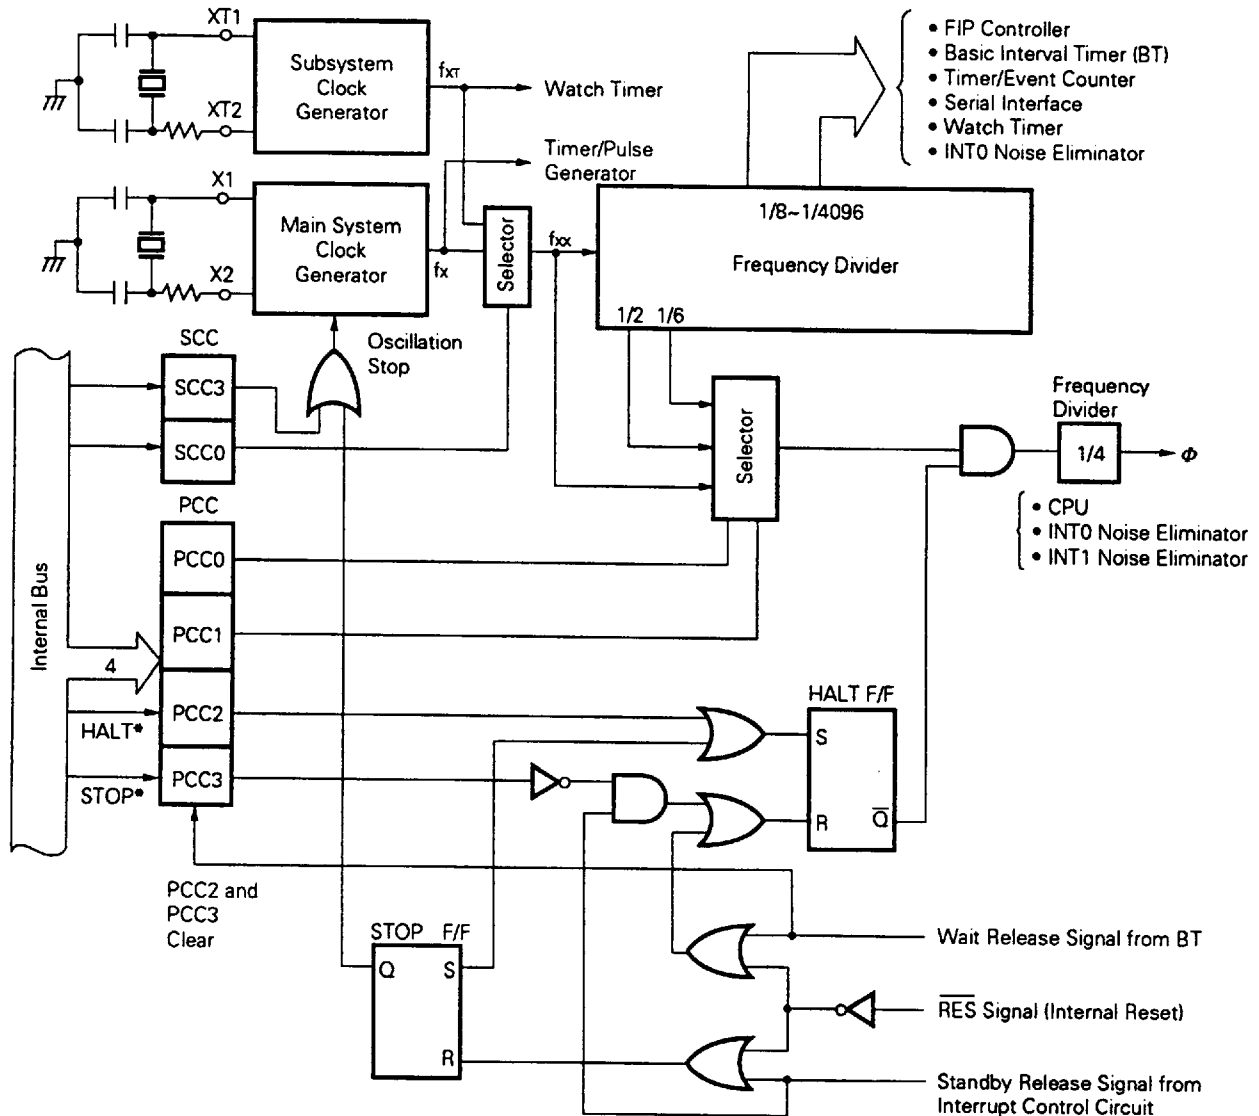 XT1
XT2
Subsystem
Clock
Generator
fXT
Watch Timer
Timer/Pulse
Generator
• FIP Controller
• Basic Interval Timer (BT)
• Timer/Event Counter
• Serial Interface
• Watch Timer
• INT0 Noise Eliminator
X1
X2
Main System
Clock
Generator
fX
Selector
fXX
1/8~1/4096
Frequency Divider
1/2 1/6
Oscillation
Stop
SCC
SCC3
SCC0
Selector
Frequency
Divider
1/4
Φ
• CPU
• INT0 Noise Eliminator
• INT1 Noise Eliminator
Internal Bus
PCC
PCC0
PCC1
4
PCC2
HALT*
PCC3
STOP*
HALT F/F
S
R
Q̅
PCC2 and
PCC3
Clear
STOP F/F
Q
S
R
Wait Release Signal from BT
R̅E̅S̅ Signal (Internal Reset)
Standby Release Signal from
Interrupt Control Circuit